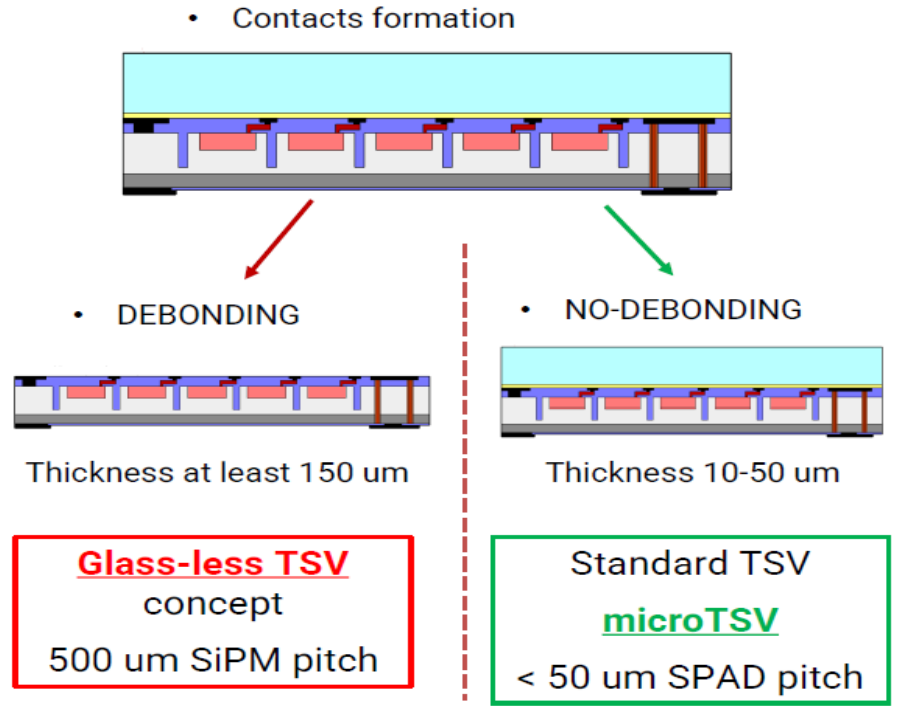 • Contacts formation
• DEBONDING
• NO-DEBONDING
Thickness at least 150 um
Thickness 10-50 um
Glass-less TSV
concept
500 um SiPM pitch
Standard TSV
microTSV
< 50 um SPAD pitch